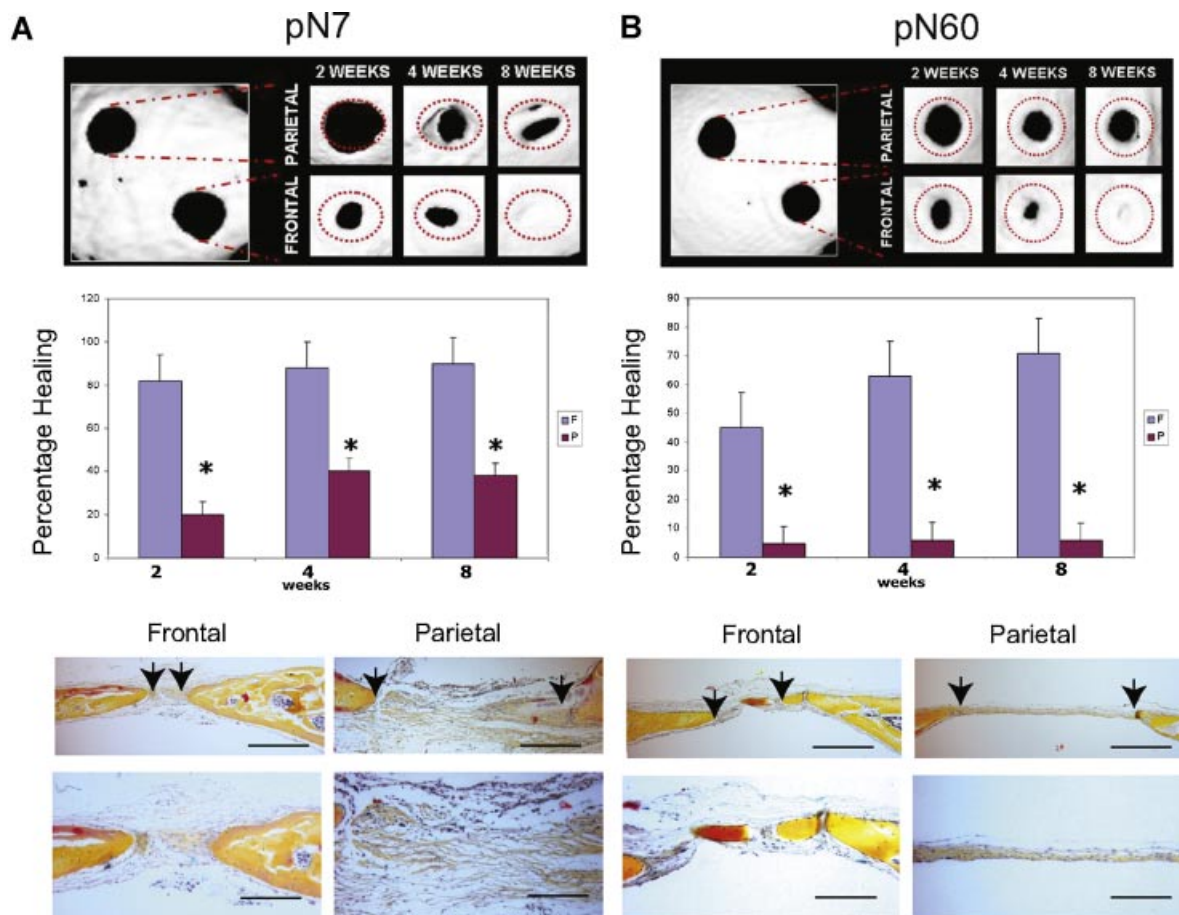 A
pN7
2 WEEKS 4 WEEKS 8 WEEKS
PARIETAL
FRONTAL
Percentage Healing
120
100
80
60
40
20
0
*
*
*
F
P
2 4 8
weeks
Frontal Parietal
B
pN60
2 WEEKS 4 WEEKS 8 WEEKS
PARIETAL
FRONTAL
Percentage Healing
90
80
70
60
50
40
30
20
10
0
*
*
*
F
P
2 4 8
weeks
Frontal Parietal